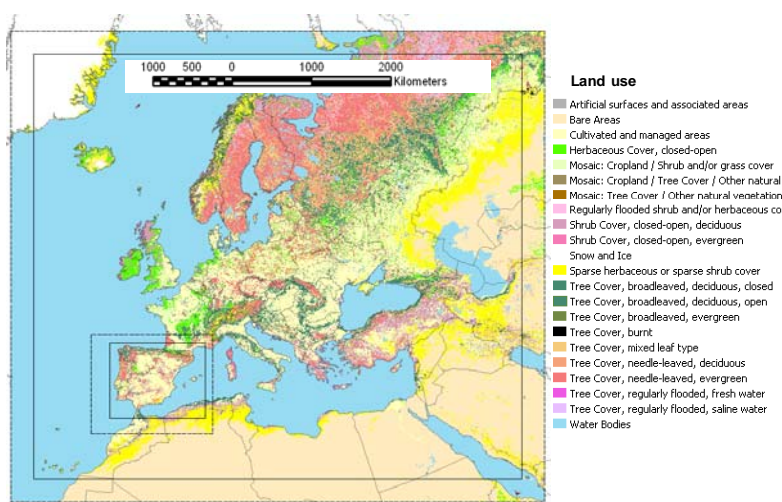 1000 500 0 1000 2000
Kilometers
Land use
Artificial surfaces and associated areas
Bare Areas
Cultivated and managed areas
Herbaceous Cover, closed-open
Mosaic: Cropland / Shrub and/or grass cover
Mosaic: Cropland / Tree Cover / Other natural
Mosaic: Tree Cover / Other natural vegetation
Regularly flooded shrub and/or herbaceous co
Shrub Cover, closed-open, deciduous
Shrub Cover, closed-open, evergreen
Snow and Ice
Sparse herbaceous or sparse shrub cover
Tree Cover, broadleaved, deciduous, closed
Tree Cover, broadleaved, deciduous, open
Tree Cover, broadleaved, evergreen
Tree Cover, burnt
Tree Cover, mixed leaf type
Tree Cover, needle-leaved, deciduous
Tree Cover, needle-leaved, evergreen
Tree Cover, regularly flooded, fresh water
Tree Cover, regularly flooded, saline water
Water Bodies